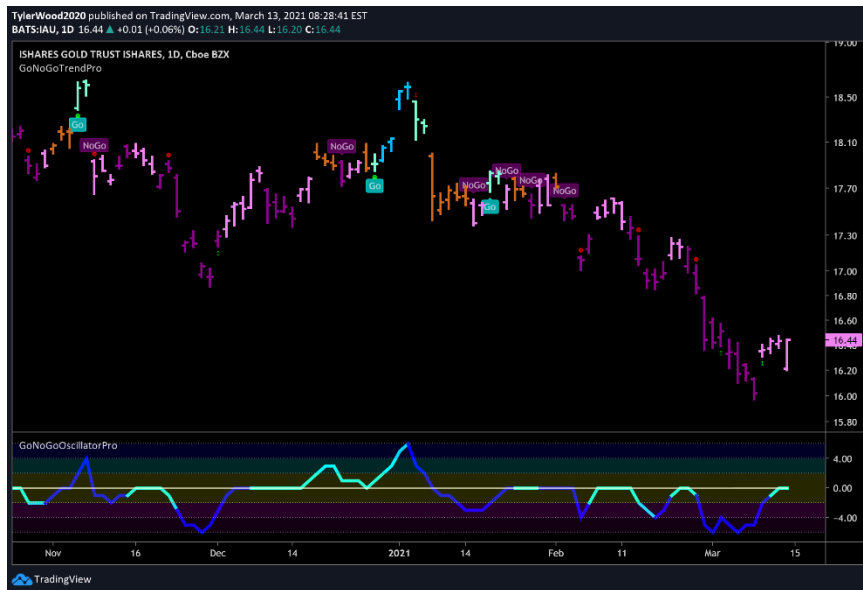 TylerWood2020 published on TradingView.com, March 13, 2021 08:28:41 EST
BATS:IAU, 1D 16.44 ▲ +0.01 (+0.06%) O:16.21 H:16.44 L:16.20 C:16.44
ISHARES GOLD TRUST ISHARES, 1D, Cboe BZX
GoNoGoTrendPro
19.00
18.50
18.10
17.70
17.30
17.00
16.80
16.60
16.44
16.40
16.20
16.00
15.80
Go
NoGo
NoGo
Go
NoGo
Go
NoGo
NoGo
NoGo
GoNoGoOscillatorPro
4.00
0.00
−4.00
Nov 16 Dec 14 2021 14 Feb 11 Mar 15
TradingView